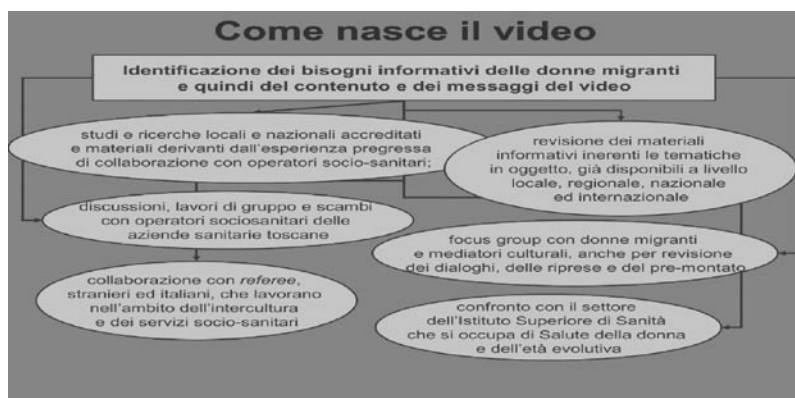 Come nasce il video
Identificazione dei bisogni informativi delle donne migranti
e quindi del contenuto e dei messaggi del video
studi e ricerche locali e nazionali accreditati
e materiali derivanti dall'esperienza pregressa
di collaborazione con operatori socio-sanitari;
revisione dei materiali
informativi inerenti le tematiche
in oggetto, già disponibili a livello
locale, regionale, nazionale
ed internazionale
discussioni, lavori di gruppo e scambi
con operatori sociosanitari delle
aziende sanitarie toscane
focus group con donne migranti
e mediatori culturali, anche per revisione
dei dialoghi, delle riprese e del pre-montato
collaborazione con referee,
stranieri ed italiani, che lavorano
nell'ambito dell'intercultura
e dei servizi socio-sanitari
confronto con il settore
dell'Istituto Superiore di Sanità
che si occupa di Salute della donna
e dell'età evolutiva